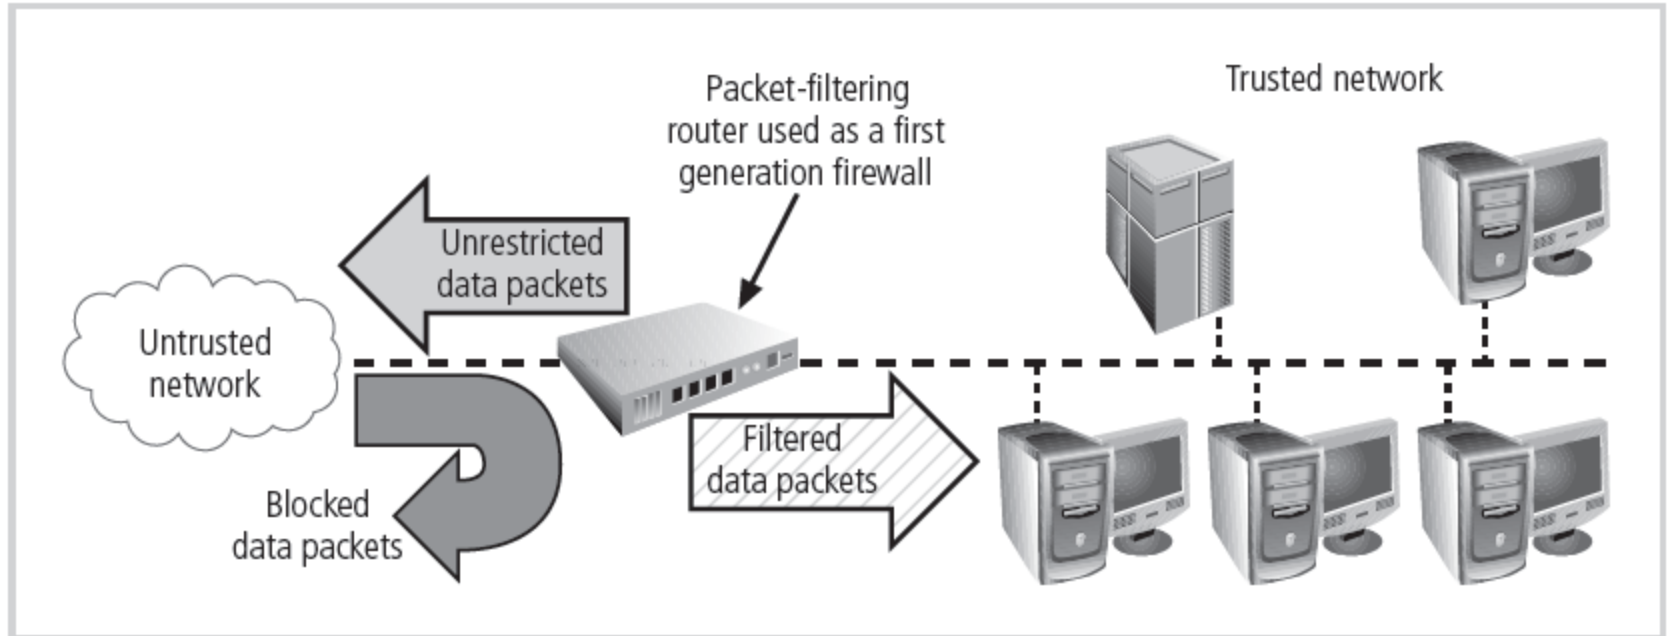 Packet-filtering
router used as a first
generation firewall
Trusted network
Unrestricted
data packets
Untrusted
network
Filtered
data packets
Blocked
data packets